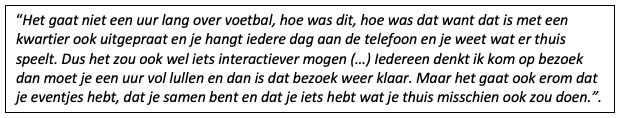 “Het gaat niet een uur lang over voetbal, hoe was dit, hoe was dat want dat is met een
kwartier ook uitgepraat en je hangt iedere dag aan de telefoon en je weet wat er thuis
speelt. Dus het zou ook wel iets interactiever mogen (…) Iedereen denkt ik kom op bezoek
dan moet je een uur vol lullen en dan is dat bezoek weer klaar. Maar het gaat ook erom dat
je eventjes hebt, dat je samen bent en dat je iets hebt wat je thuis misschien ook zou doen.”.